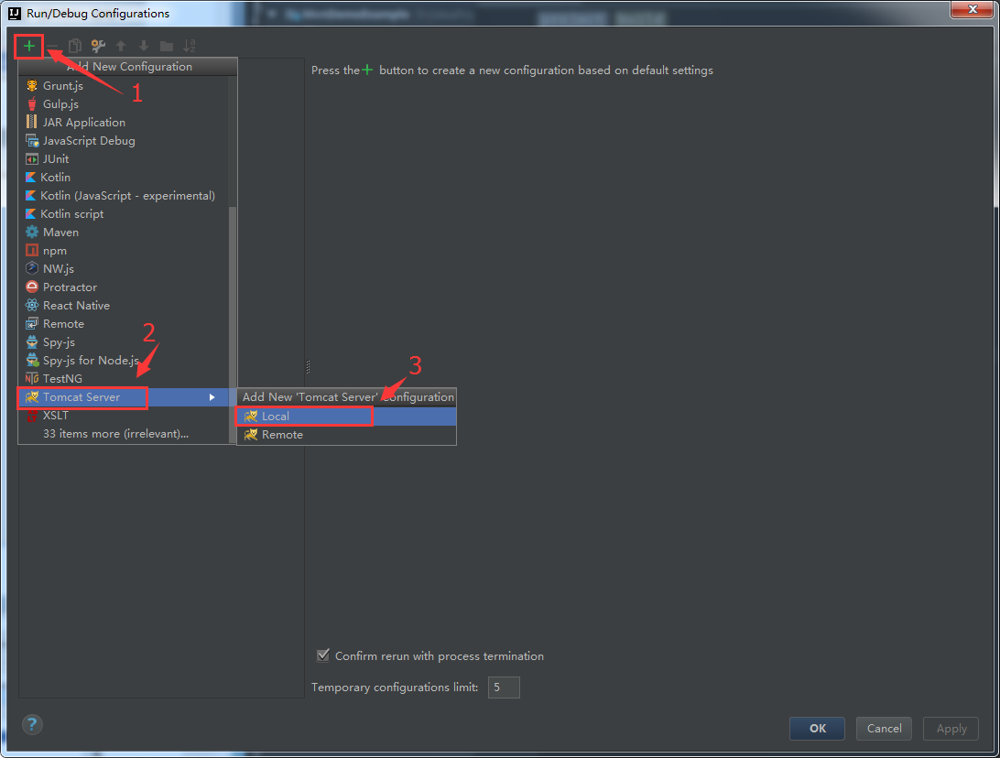 Run/Debug Configurations
Add New Configuration
1
Press the + button to create a new configuration based on default settings
Grunt.js
Gulp.js
JAR Application
JavaScript Debug
JUnit
Kotlin
Kotlin (JavaScript - experimental)
Kotlin script
Maven
npm
NW.js
Protractor
React Native
Remote
2
Spy-js
Spy-js for Node.js
3
TestNG
Tomcat Server
Add New 'Tomcat Server' Configuration
XSLT
Local
33 items more (irrelevant)...
Remote
Confirm rerun with process termination
Temporary configurations limit: 5
? OK Cancel Apply